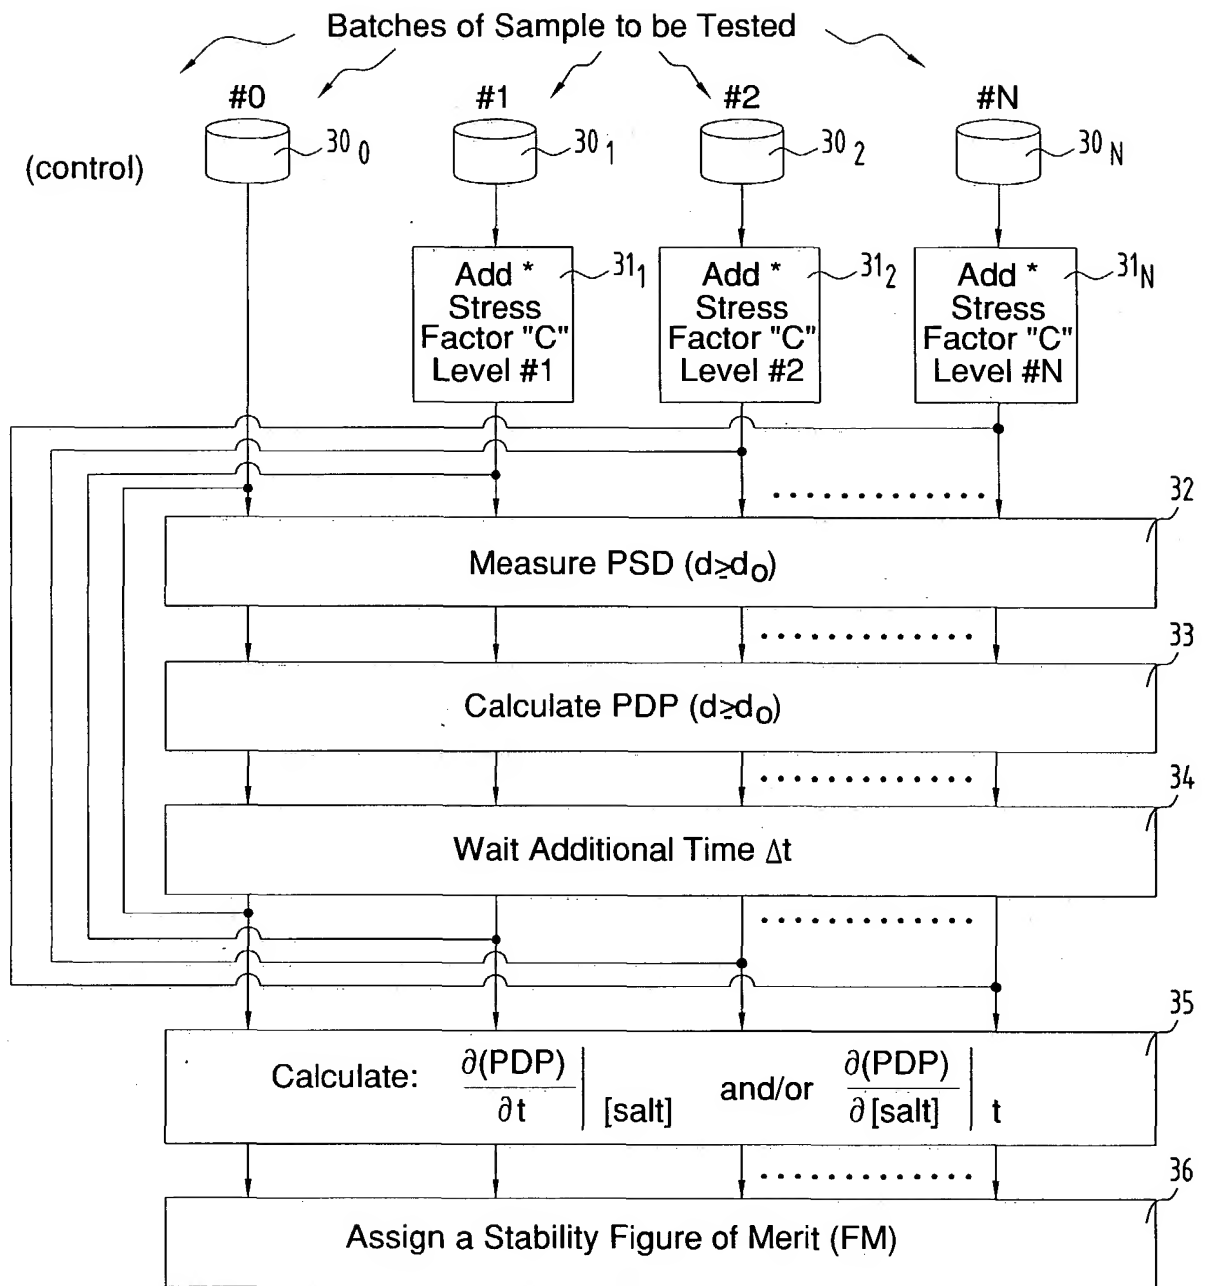 Batches of Sample to be Tested
#0 #1 #2 #N
(control) 30 0 30 1 30 2 30 N
Add *
Stress
Factor "C"
Level #1
31 1
Add *
Stress
Factor "C"
Level #2
31 2
Add *
Stress
Factor "C"
Level #N
31 N
32
Measure PSD (d≥do)
33
Calculate PDP (d≥do)
34
Wait Additional Time Δt
35
Calculate: ∂(PDP) / ∂t | [salt] and/or ∂(PDP) / ∂[salt] | t
36
Assign a Stability Figure of Merit (FM)